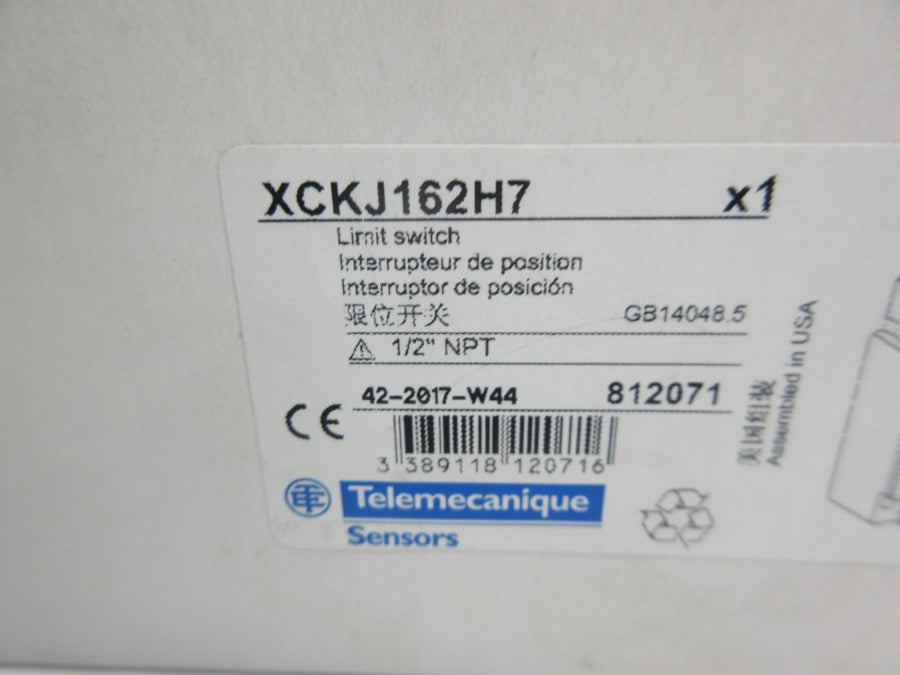 XCKJ162H7 x1
Limit switch
Interrupteur de position
Interruptor de posición
限位开关 GB14048.5
1/2" NPT
42-2017-W44 812071
CE
3 389118 120716
TE Telemecanique
Sensors
美国组装
Assembled in USA